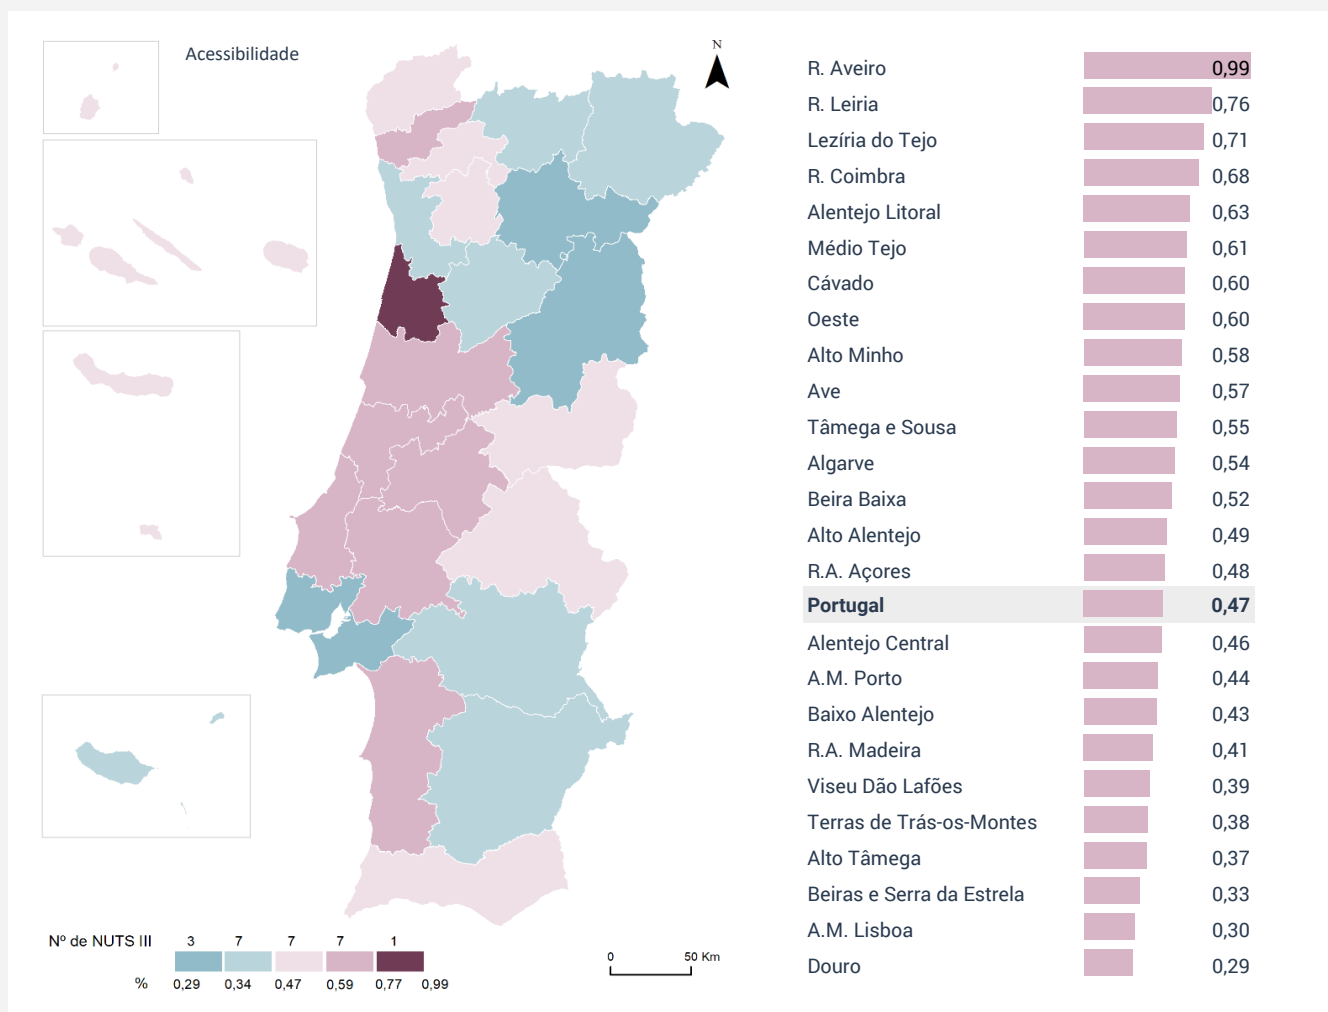 Acessibilidade
N
R. Aveiro 0,99
R. Leiria 0,76
Lezíria do Tejo 0,71
R. Coimbra 0,68
Alentejo Litoral 0,63
Médio Tejo 0,61
Cávado 0,60
Oeste 0,60
Alto Minho 0,58
Ave 0,57
Tâmega e Sousa 0,55
Algarve 0,54
Beira Baixa 0,52
Alto Alentejo 0,49
R.A. Açores 0,48
Portugal 0,47
Alentejo Central 0,46
A.M. Porto 0,44
Baixo Alentejo 0,43
R.A. Madeira 0,41
Viseu Dão Lafões 0,39
Terras de Trás-os-Montes 0,38
Alto Tâmega 0,37
Beiras e Serra da Estrela 0,33
A.M. Lisboa 0,30
Douro 0,29
Nº de NUTS III 3 7 7 7 1
% 0,29 0,34 0,47 0,59 0,77 0,99
0 50 Km